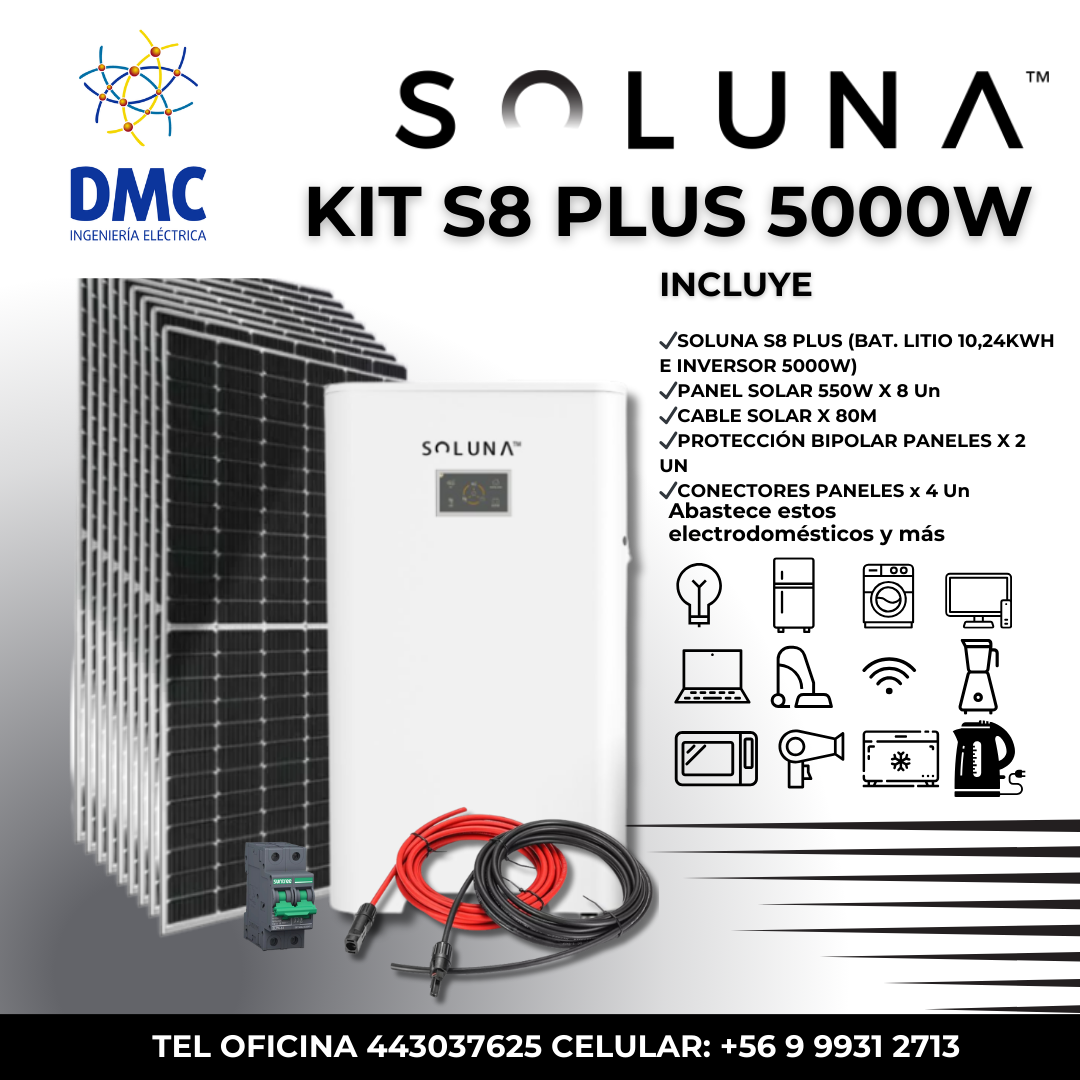 SOLUNA™
DMC
INGENIERÍA ELÉCTRICA
KIT S8 PLUS 5000W
INCLUYE
✓SOLUNA S8 PLUS (BAT. LITIO 10,24KWH
E INVERSOR 5000W)
✓PANEL SOLAR 550W X 8 Un
✓CABLE SOLAR X 80M
✓PROTECCIÓN BIPOLAR PANELES X 2
UN
✓CONECTORES PANELES x 4 Un
Abastece estos
electrodomésticos y más
SOLUNA™
suntree
TEL OFICINA 443037625 CELULAR: +56 9 9931 2713